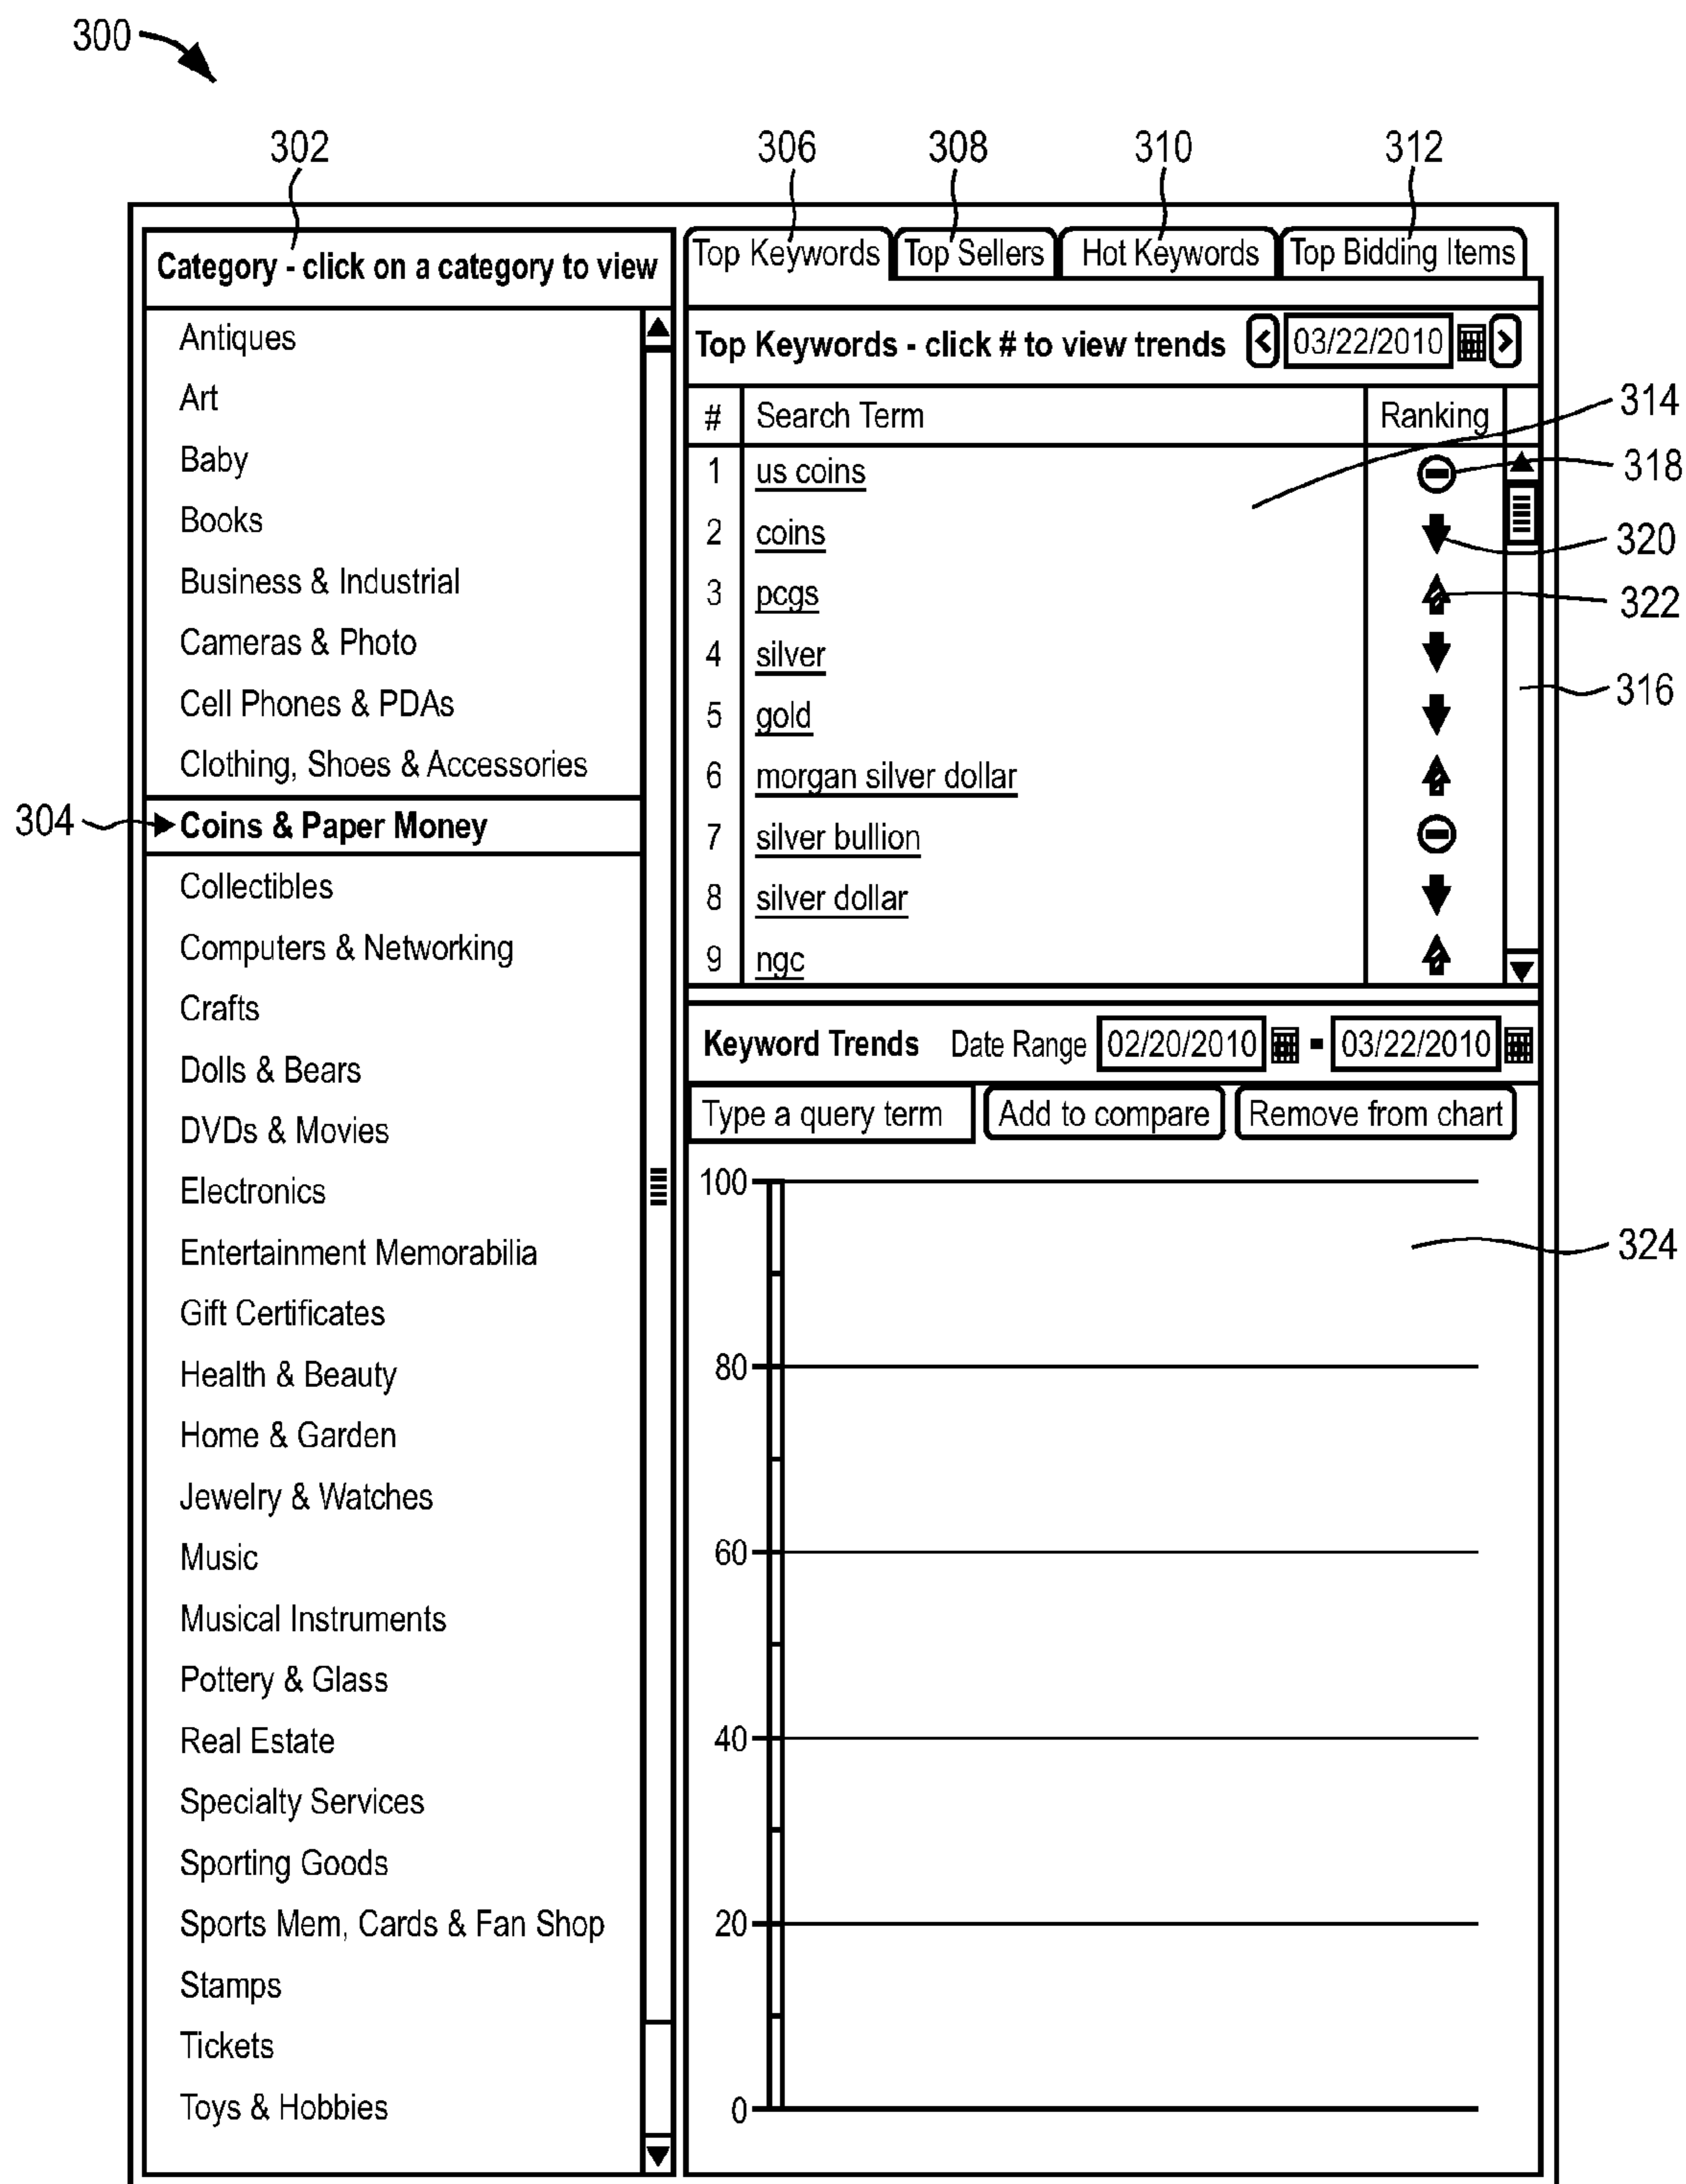 300
302
306 308 310 312
Category - click on a category to view
Antiques
Art
Baby
Books
Business & Industrial
Cameras & Photo
Cell Phones & PDAs
Clothing, Shoes & Accessories
304
Coins & Paper Money
Collectibles
Computers & Networking
Crafts
Dolls & Bears
DVDs & Movies
Electronics
Entertainment Memorabilia
Gift Certificates
Health & Beauty
Home & Garden
Jewelry & Watches
Music
Musical Instruments
Pottery & Glass
Real Estate
Specialty Services
Sporting Goods
Sports Mem, Cards & Fan Shop
Stamps
Tickets
Toys & Hobbies
Top Keywords Top Sellers Hot Keywords Top Bidding Items
Top Keywords - click # to view trends < 03/22/2010 >
# Search Term Ranking
1 us coins
2 coins
3 pcgs
4 silver
5 gold
6 morgan silver dollar
7 silver bullion
8 silver dollar
9 ngc
314
318
320
322
316
Keyword Trends Date Range 02/20/2010 - 03/22/2010
Type a query term Add to compare Remove from chart
100
324
80
60
40
20
0